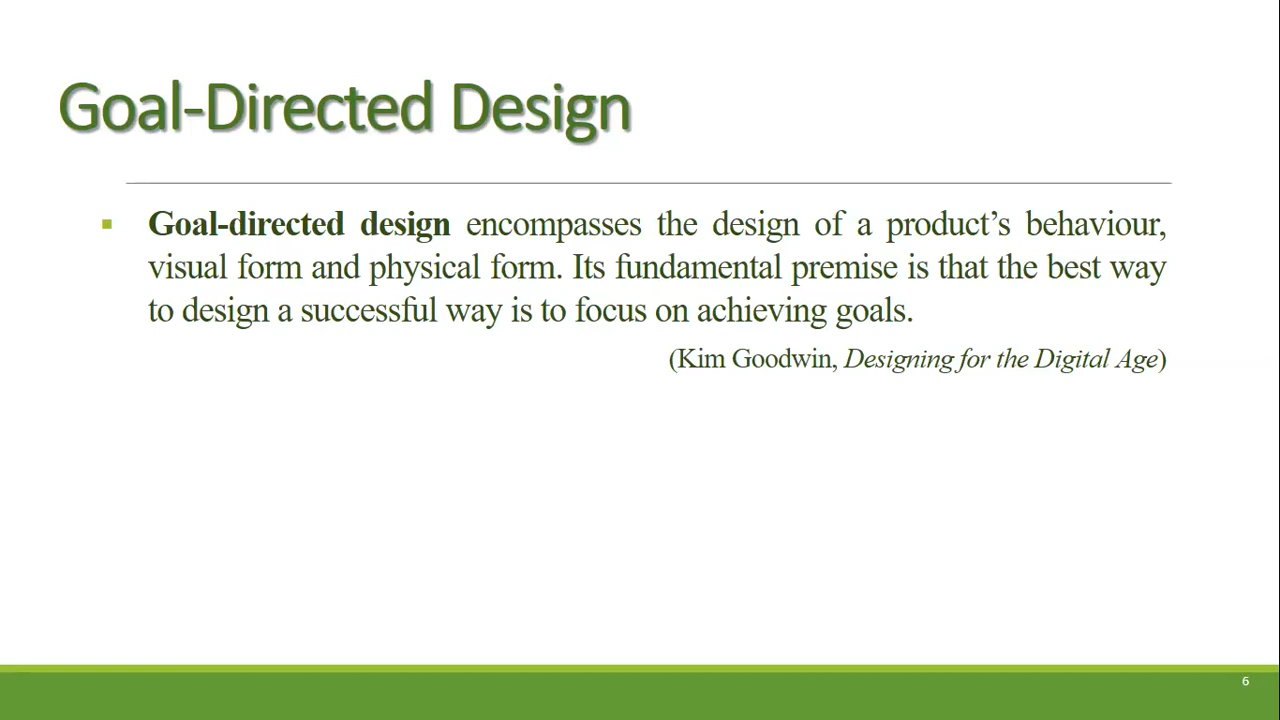 Goal-Directed Design
▪ Goal-directed design encompasses the design of a product’s behaviour,
visual form and physical form. Its fundamental premise is that the best way
to design a successful way is to focus on achieving goals.
(Kim Goodwin, Designing for the Digital Age)
6